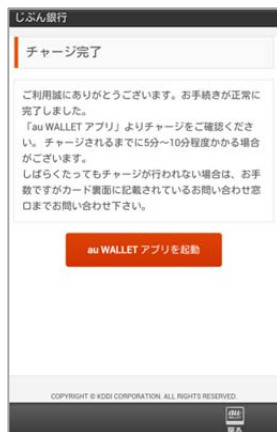 じぶん銀行
チャージ完了
ご利用誠にありがとうございます。お手続きが正常に
完了しました。
「au WALLET アプリ」よりチャージをご確認くださ
い。 チャージされるまでに5分～10分程度かかる場合
がございます。
しばらくたってもチャージが行われない場合は、お手
数ですがカード裏面に記載されているお問い合わせ窓
口までお問い合わせ下さい。
au WALLET アプリを起動
COPYRIGHT © KDDI CORPORATION. ALL RIGHTS RESERVED.
au
WALLET
戻る